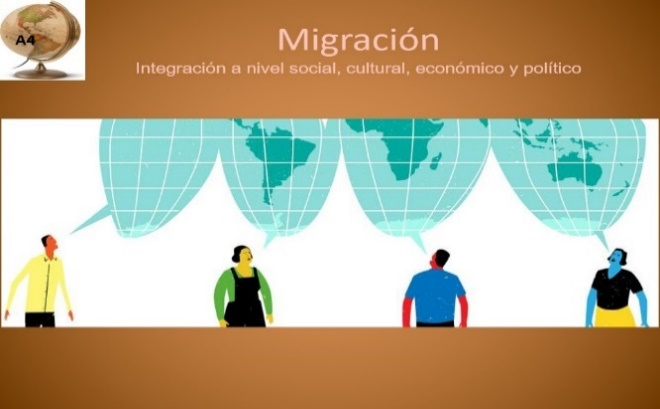 A4
Migración
Integración a nivel social, cultural, económico y político